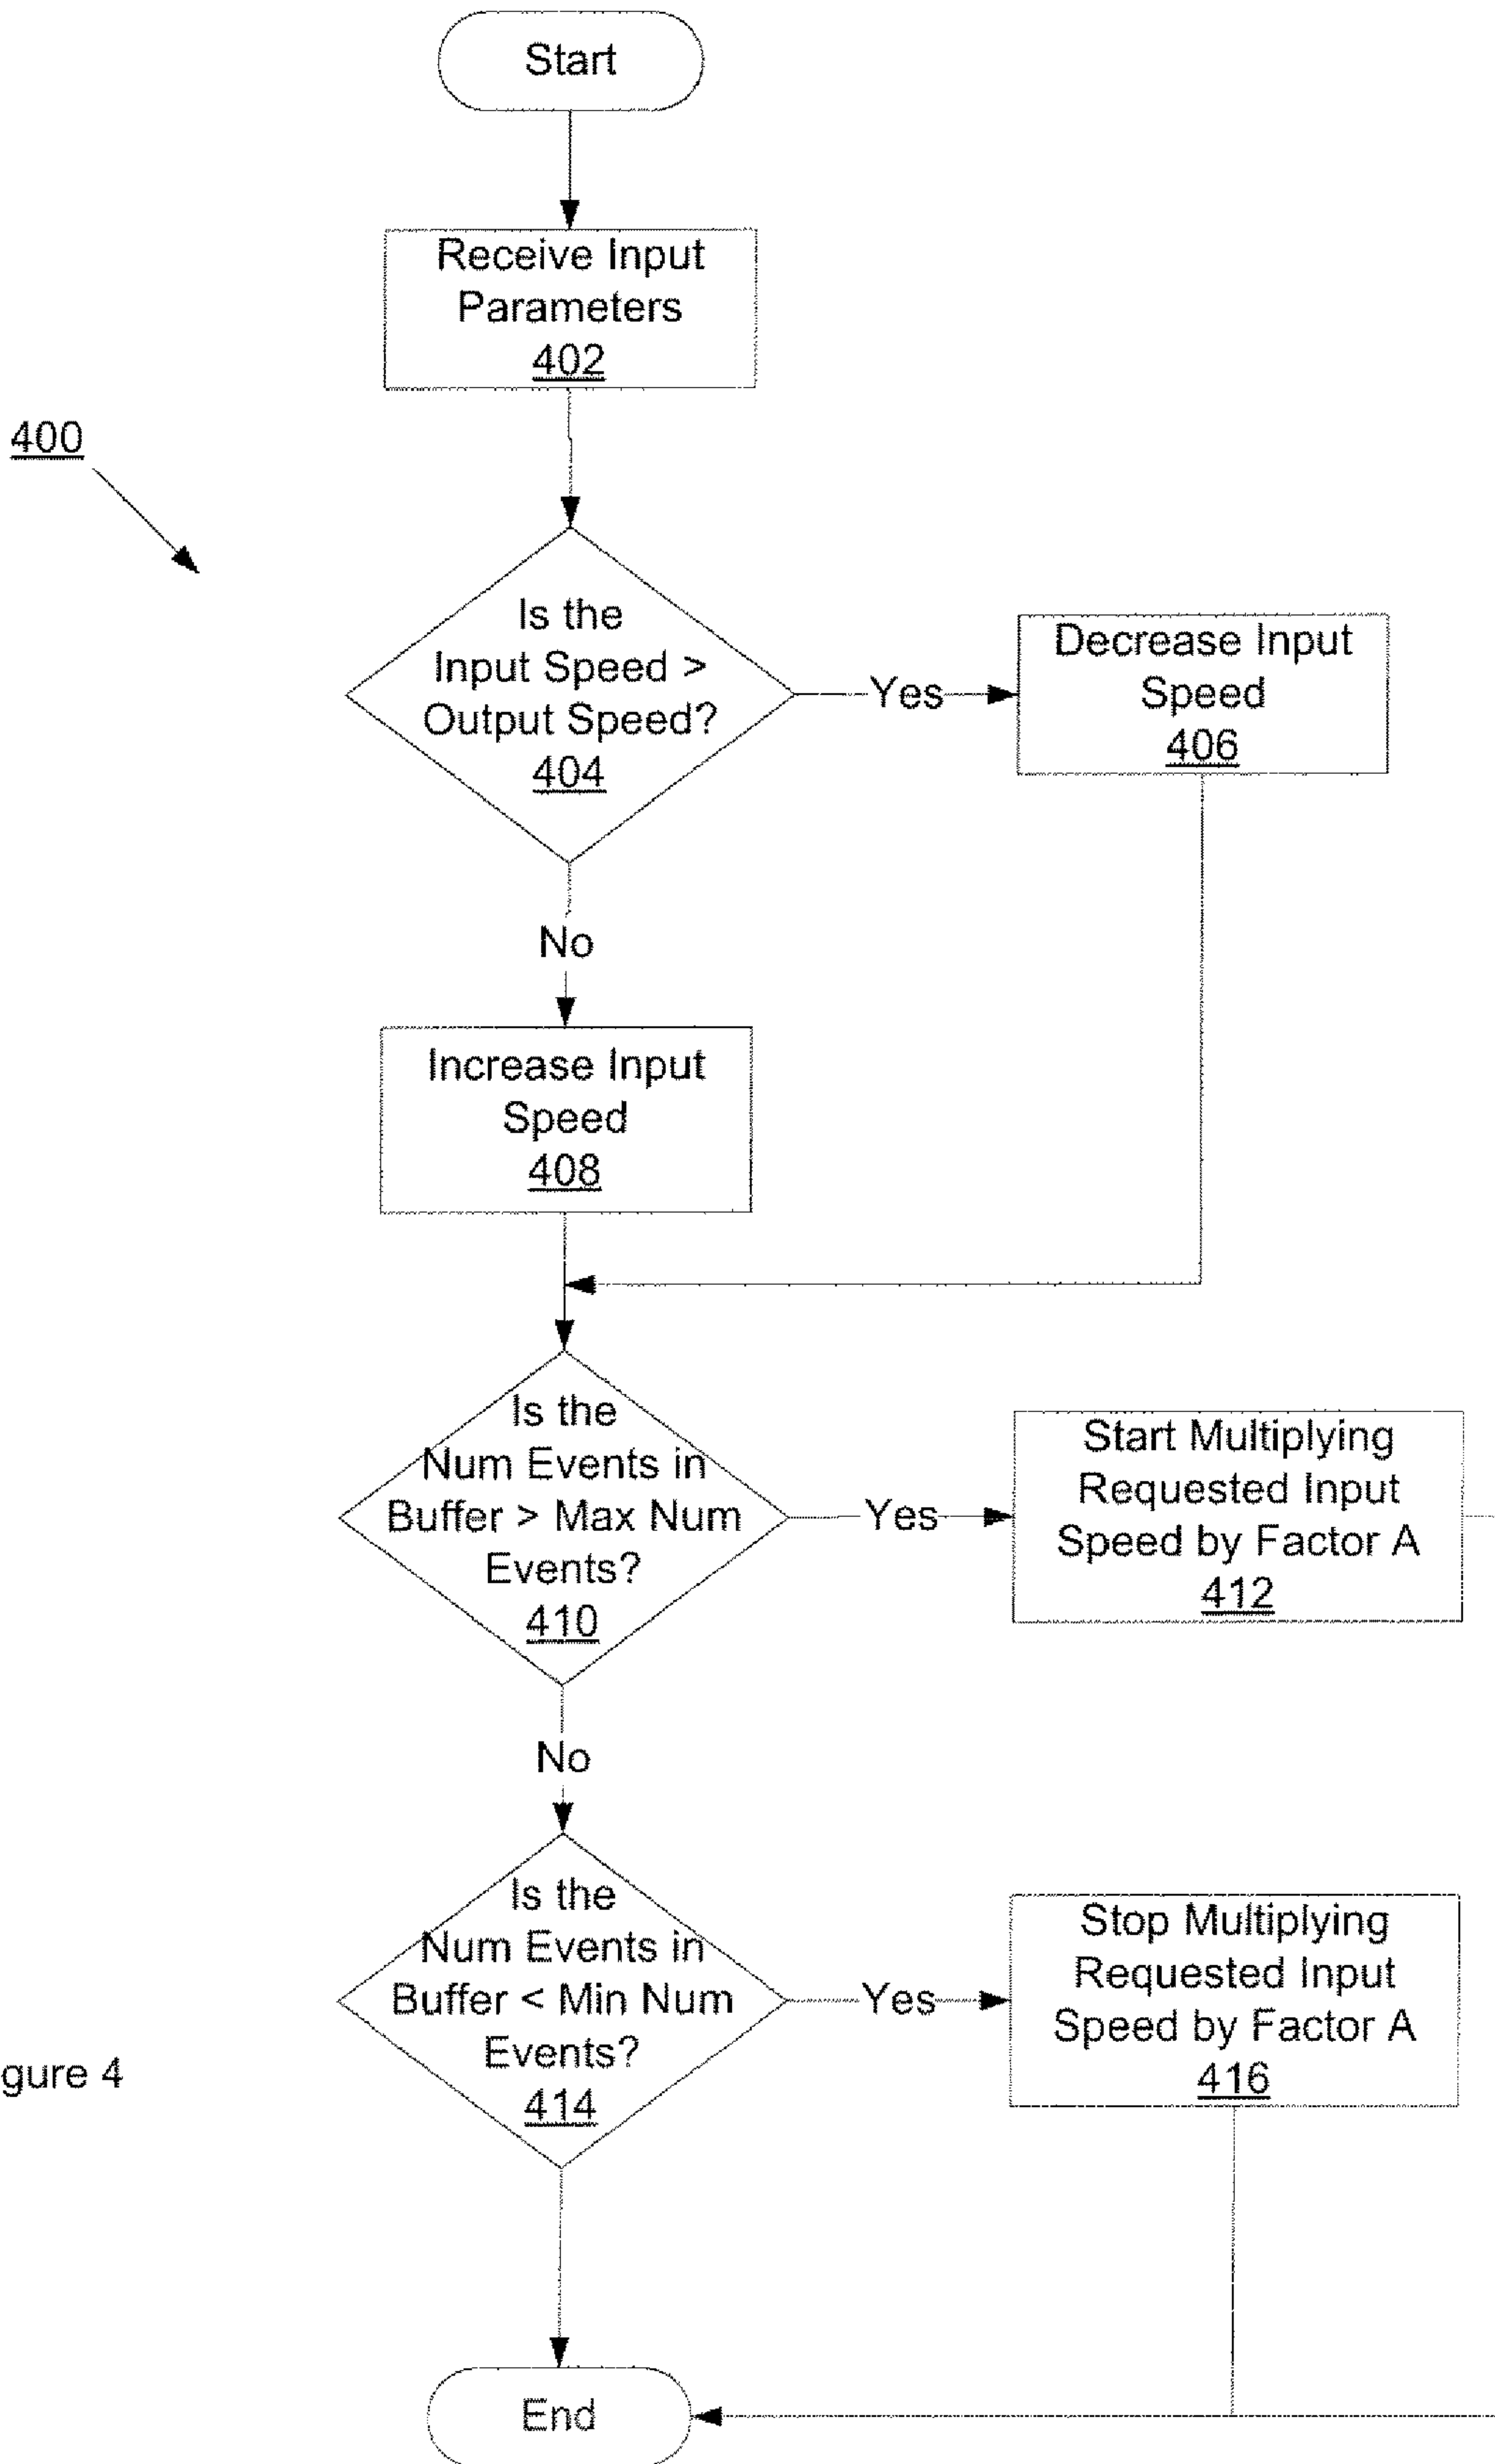 Start
Receive Input
Parameters
402
400
Is the
Input Speed >
Output Speed?
404
Yes
Decrease Input
Speed
406
No
Increase Input
Speed
408
Is the
Num Events in
Buffer > Max Num
Events?
410
Yes
Start Multiplying
Requested Input
Speed by Factor A
412
No
Is the
Num Events in
Buffer < Min Num
Events?
414
Yes
Stop Multiplying
Requested Input
Speed by Factor A
416
gure 4
End